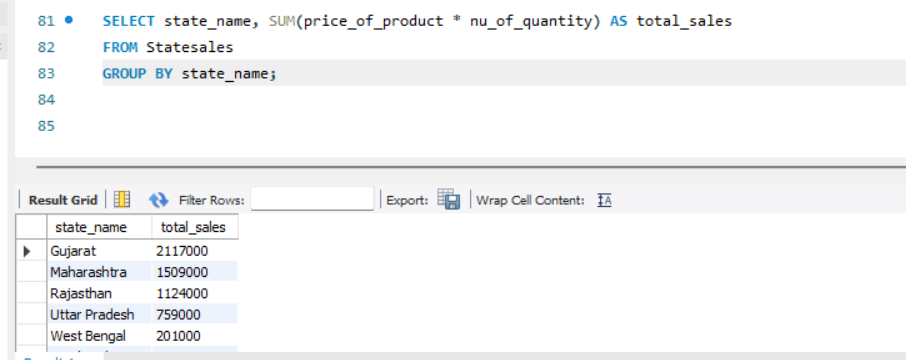 81 SELECT state_name, SUM(price_of_product * nu_of_quantity) AS total_sales
82 FROM Statesales
83 GROUP BY state_name;
84
85
Result Grid Filter Rows: Export: Wrap Cell Content:
state_name total_sales
Gujarat 2117000
Maharashtra 1509000
Rajasthan 1124000
Uttar Pradesh 759000
West Bengal 201000